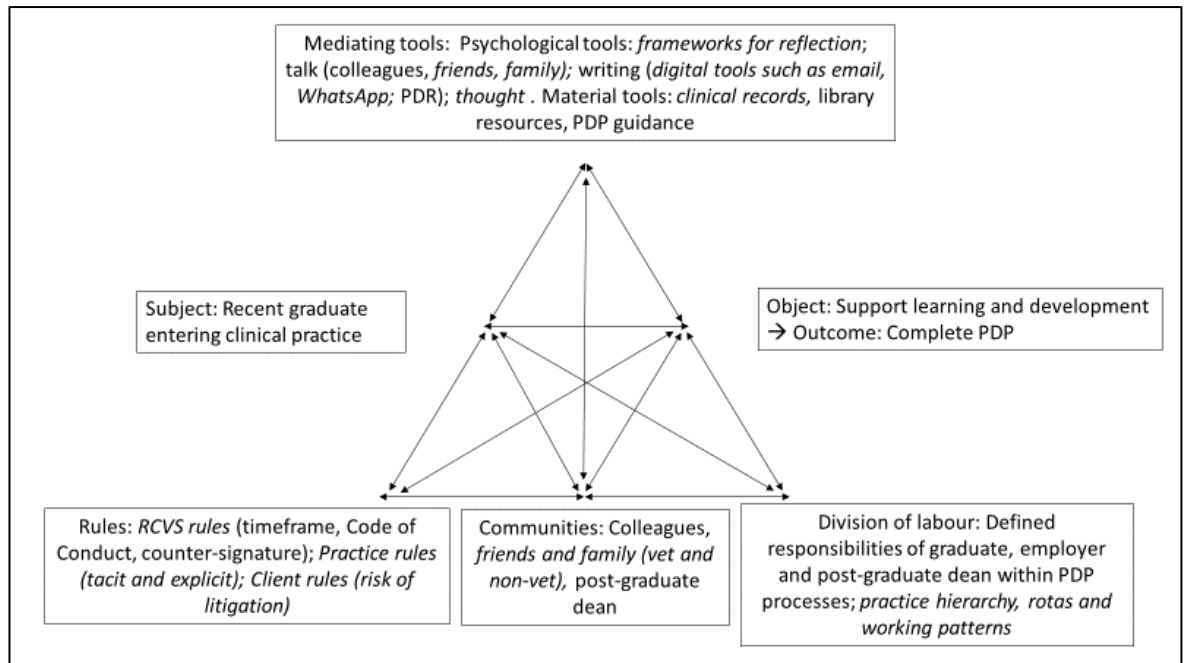 Mediating tools:  Psychological tools: frameworks for reflection;
talk (colleagues, friends, family); writing (digital tools such as email,
WhatsApp; PDR); thought . Material tools: clinical records, library
resources, PDP guidance
Subject: Recent graduate
entering clinical practice
Object: Support learning and development
→ Outcome: Complete PDP
Rules: RCVS rules (timeframe, Code of
Conduct, counter-signature); Practice rules
(tacit and explicit); Client rules (risk of
litigation)
Communities: Colleagues,
friends and family (vet and
non-vet), post-graduate
dean
Division of labour: Defined
responsibilities of graduate, employer
and post-graduate dean within PDP
processes; practice hierarchy, rotas and
working patterns